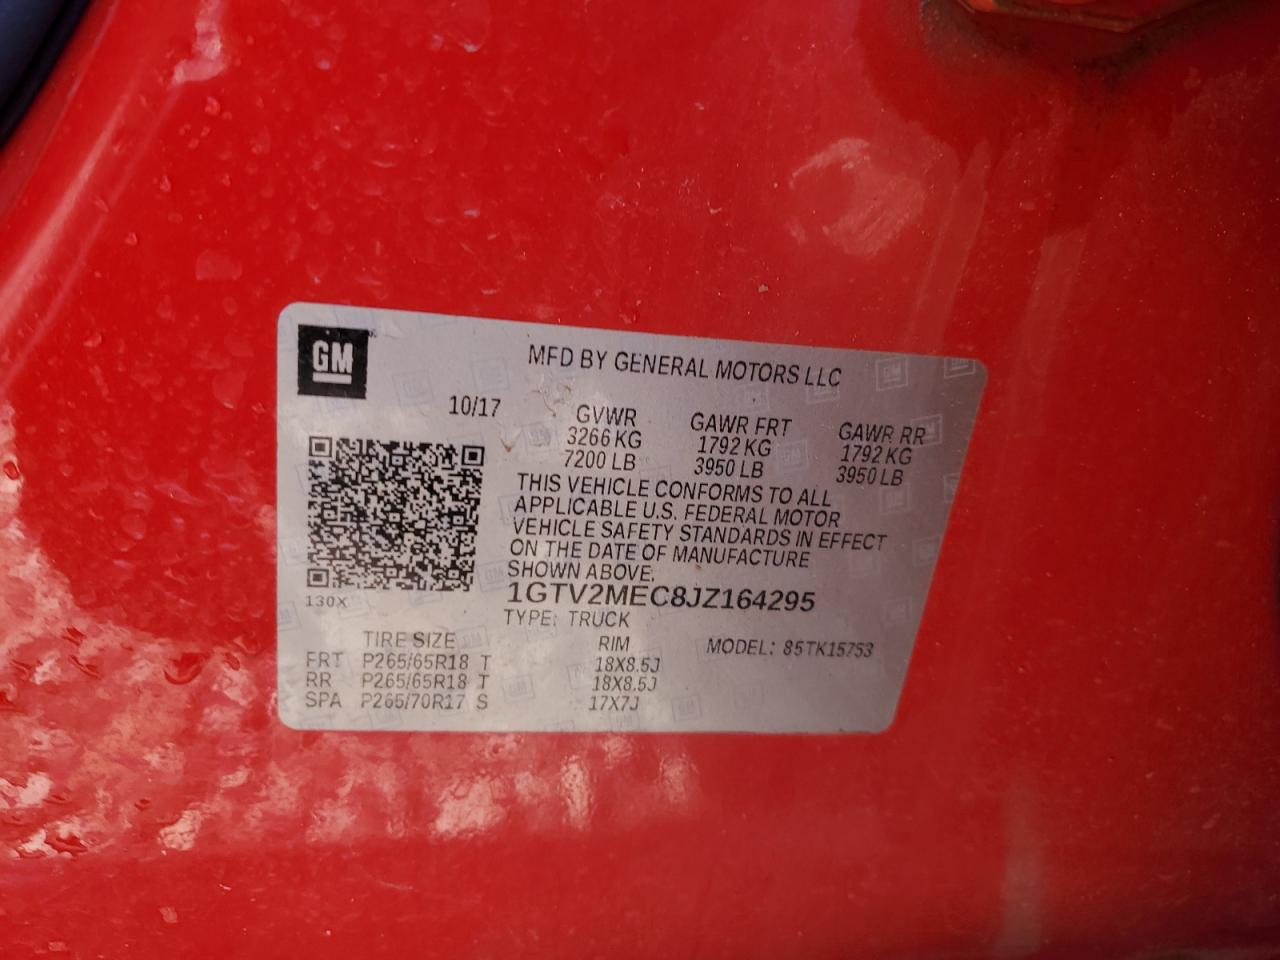 GM
MFD BY GENERAL MOTORS LLC
10/17 GVWR GAWR FRT GAWR RR
3266 KG 1792 KG 1792 KG
7200 LB 3950 LB 3950 LB
THIS VEHICLE CONFORMS TO ALL
APPLICABLE U.S. FEDERAL MOTOR
VEHICLE SAFETY STANDARDS IN EFFECT
ON THE DATE OF MANUFACTURE
SHOWN ABOVE.
1GTV2MEC8JZ164295
130X
TYPE: TRUCK
TIRE SIZE RIM MODEL: 85TK15753
FRT P265/65R18 T 18X8.5J
RR P265/65R18 T 18X8.5J
SPA P265/70R17 S 17X7J